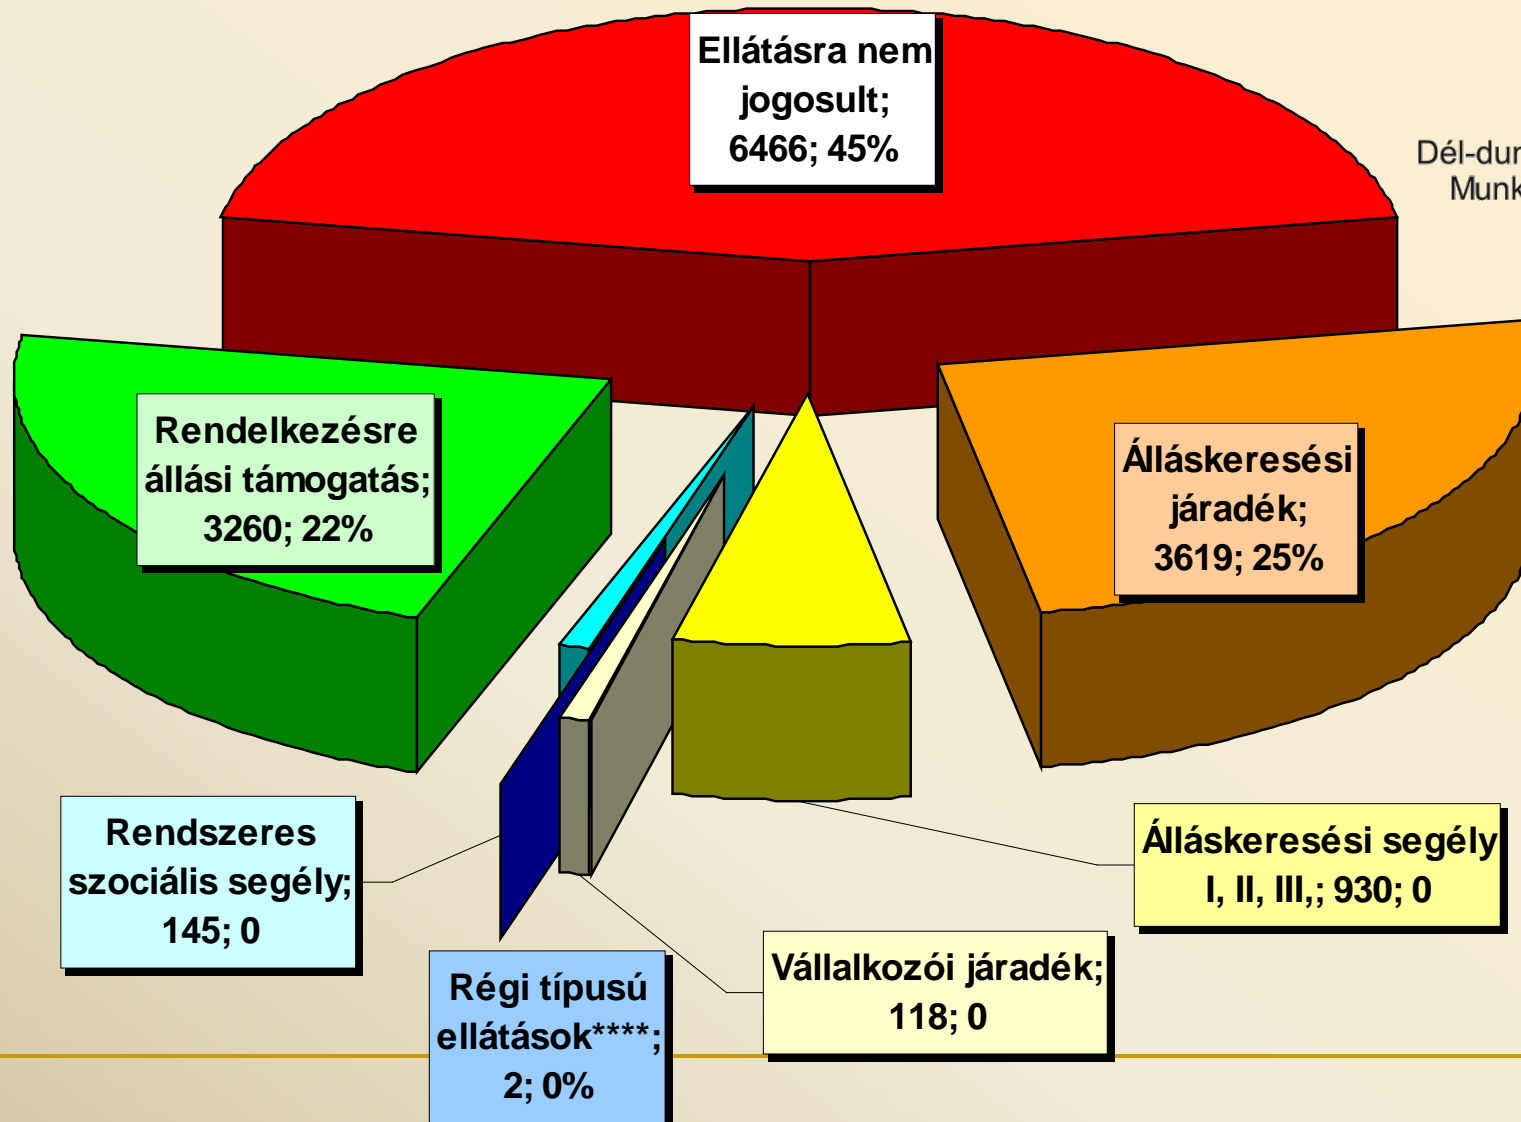 Ellátásra nem
jogosult;
6466; 45%
Rendelkezésre
állási támogatás;
3260; 22%
Álláskeresési
járadék;
3619; 25%
Rendszeres
szociális segély;
145; 0
Régi típusú
ellátások****;
2; 0%
Vállalkozói járadék;
118; 0
Álláskeresési segély
I, II, III,; 930; 0